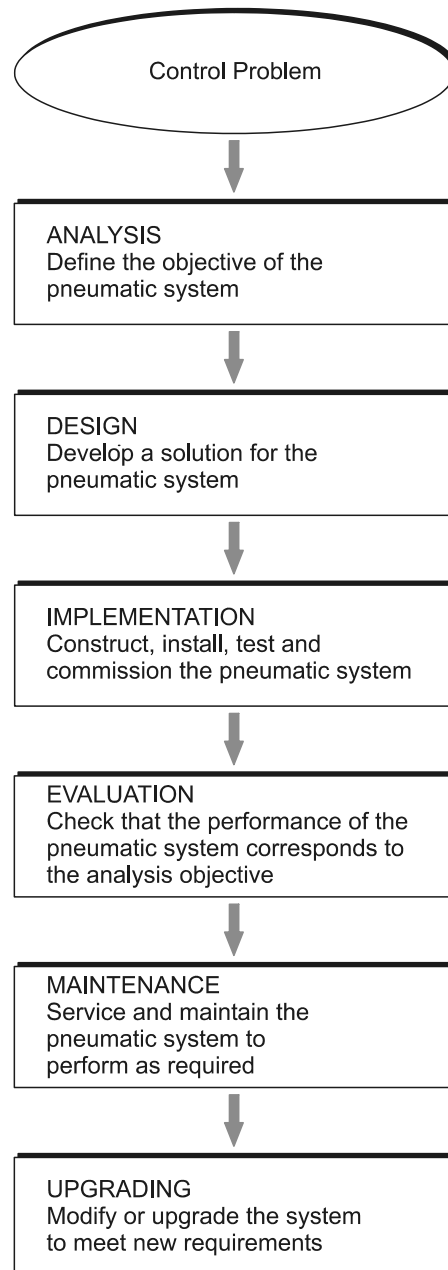 Control Problem
ANALYSIS
Define the objective of the
pneumatic system
DESIGN
Develop a solution for the
pneumatic system
IMPLEMENTATION
Construct, install, test and
commission the pneumatic system
EVALUATION
Check that the performance of the
pneumatic system corresponds to
the analysis objective
MAINTENANCE
Service and maintain the
pneumatic system to
perform as required
UPGRADING
Modify or upgrade the system
to meet new requirements